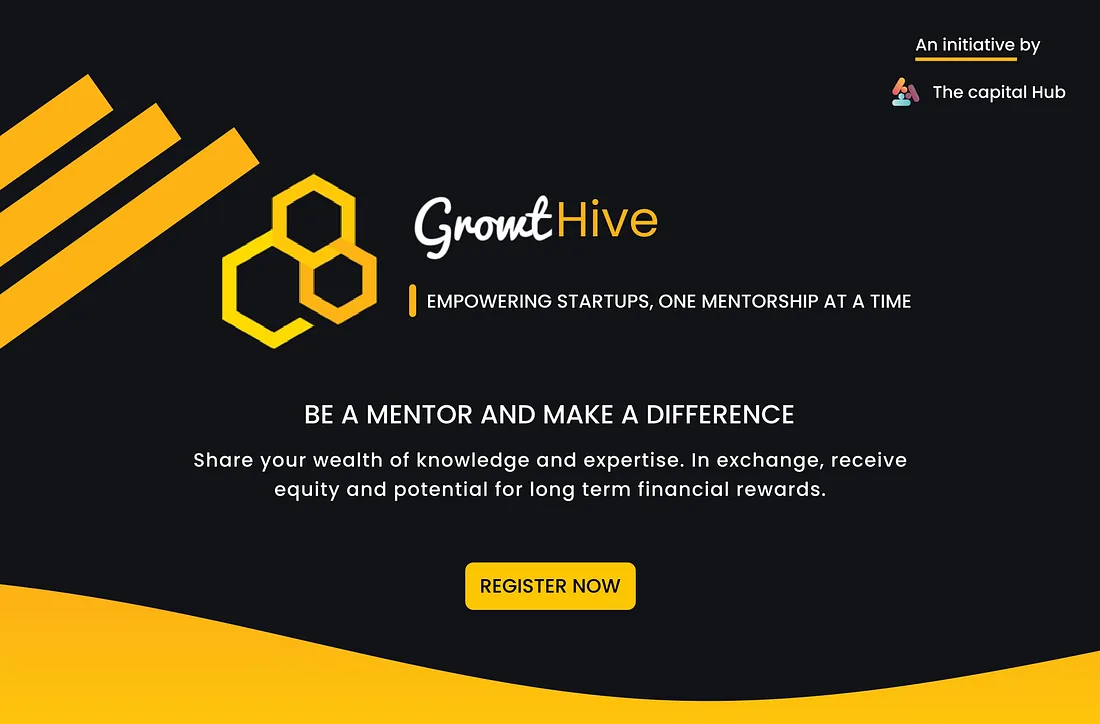 An initiative by
The capital Hub
GrowtHive
EMPOWERING STARTUPS, ONE MENTORSHIP AT A TIME
BE A MENTOR AND MAKE A DIFFERENCE
Share your wealth of knowledge and expertise. In exchange, receive
equity and potential for long term financial rewards.
REGISTER NOW